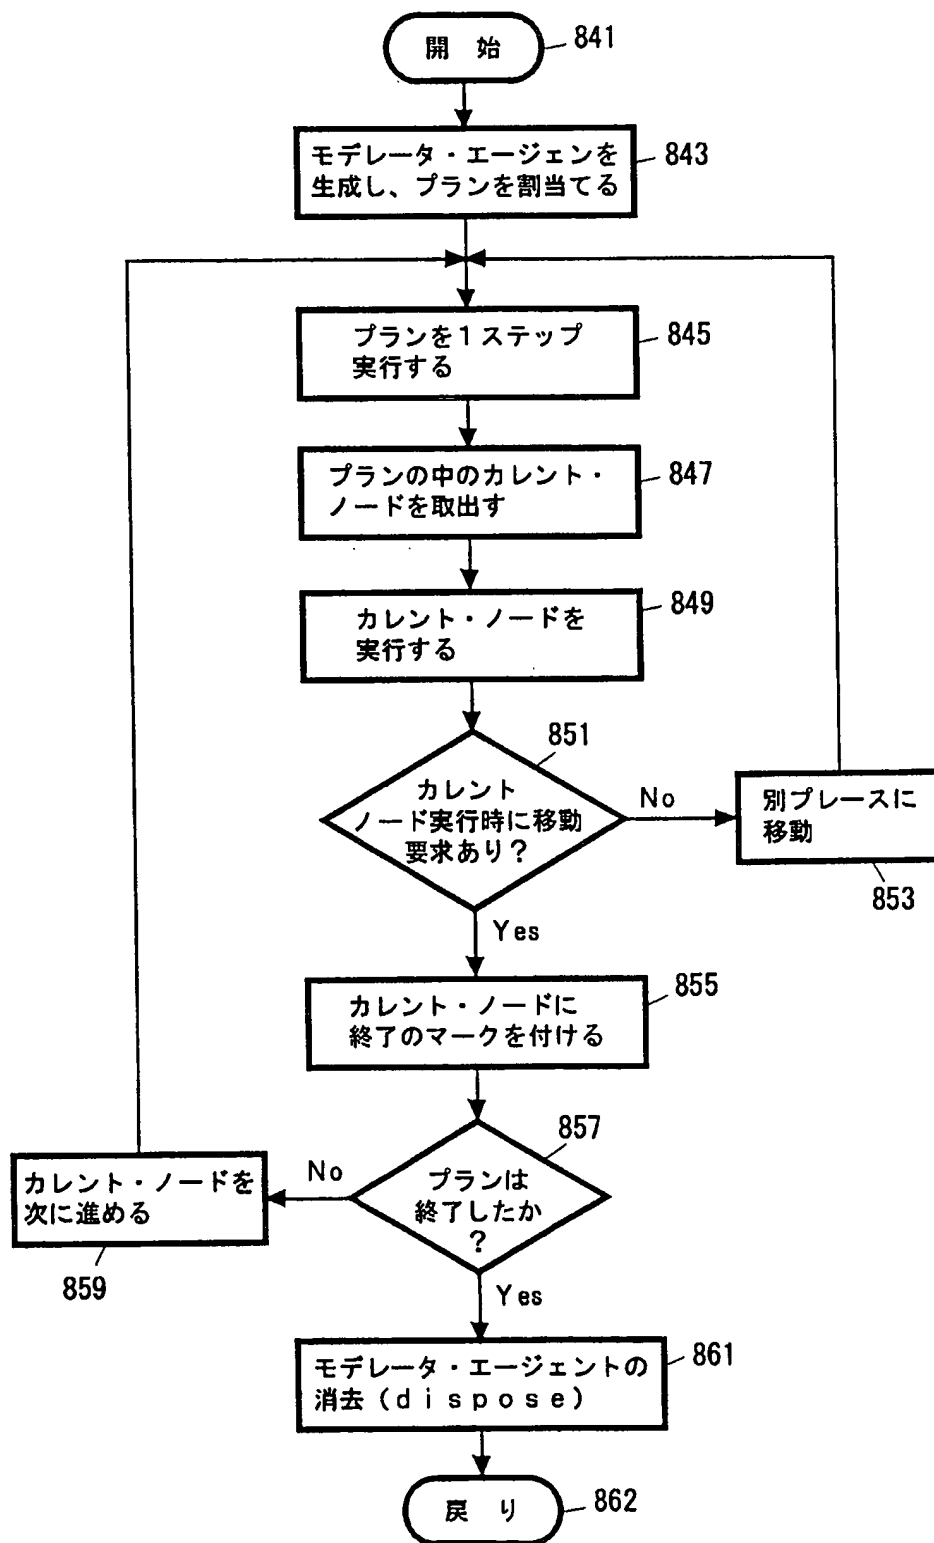 開 始
841
モデレータ・エージェンを
生成し、プランを割当てる
843
プランを1ステップ
実行する
845
プランの中のカレント・
ノードを取出す
847
カレント・ノードを
実行する
849
851
カレント
ノード実行時に移動
要求あり?
No
別プレースに
移動
853
Yes
カレント・ノードに
終了のマークを付ける
855
857
プランは
終了したか
?
No
カレント・ノードを
次に進める
859
Yes
モデレータ・エージェントの
消去(dispose)
861
戻 り
862